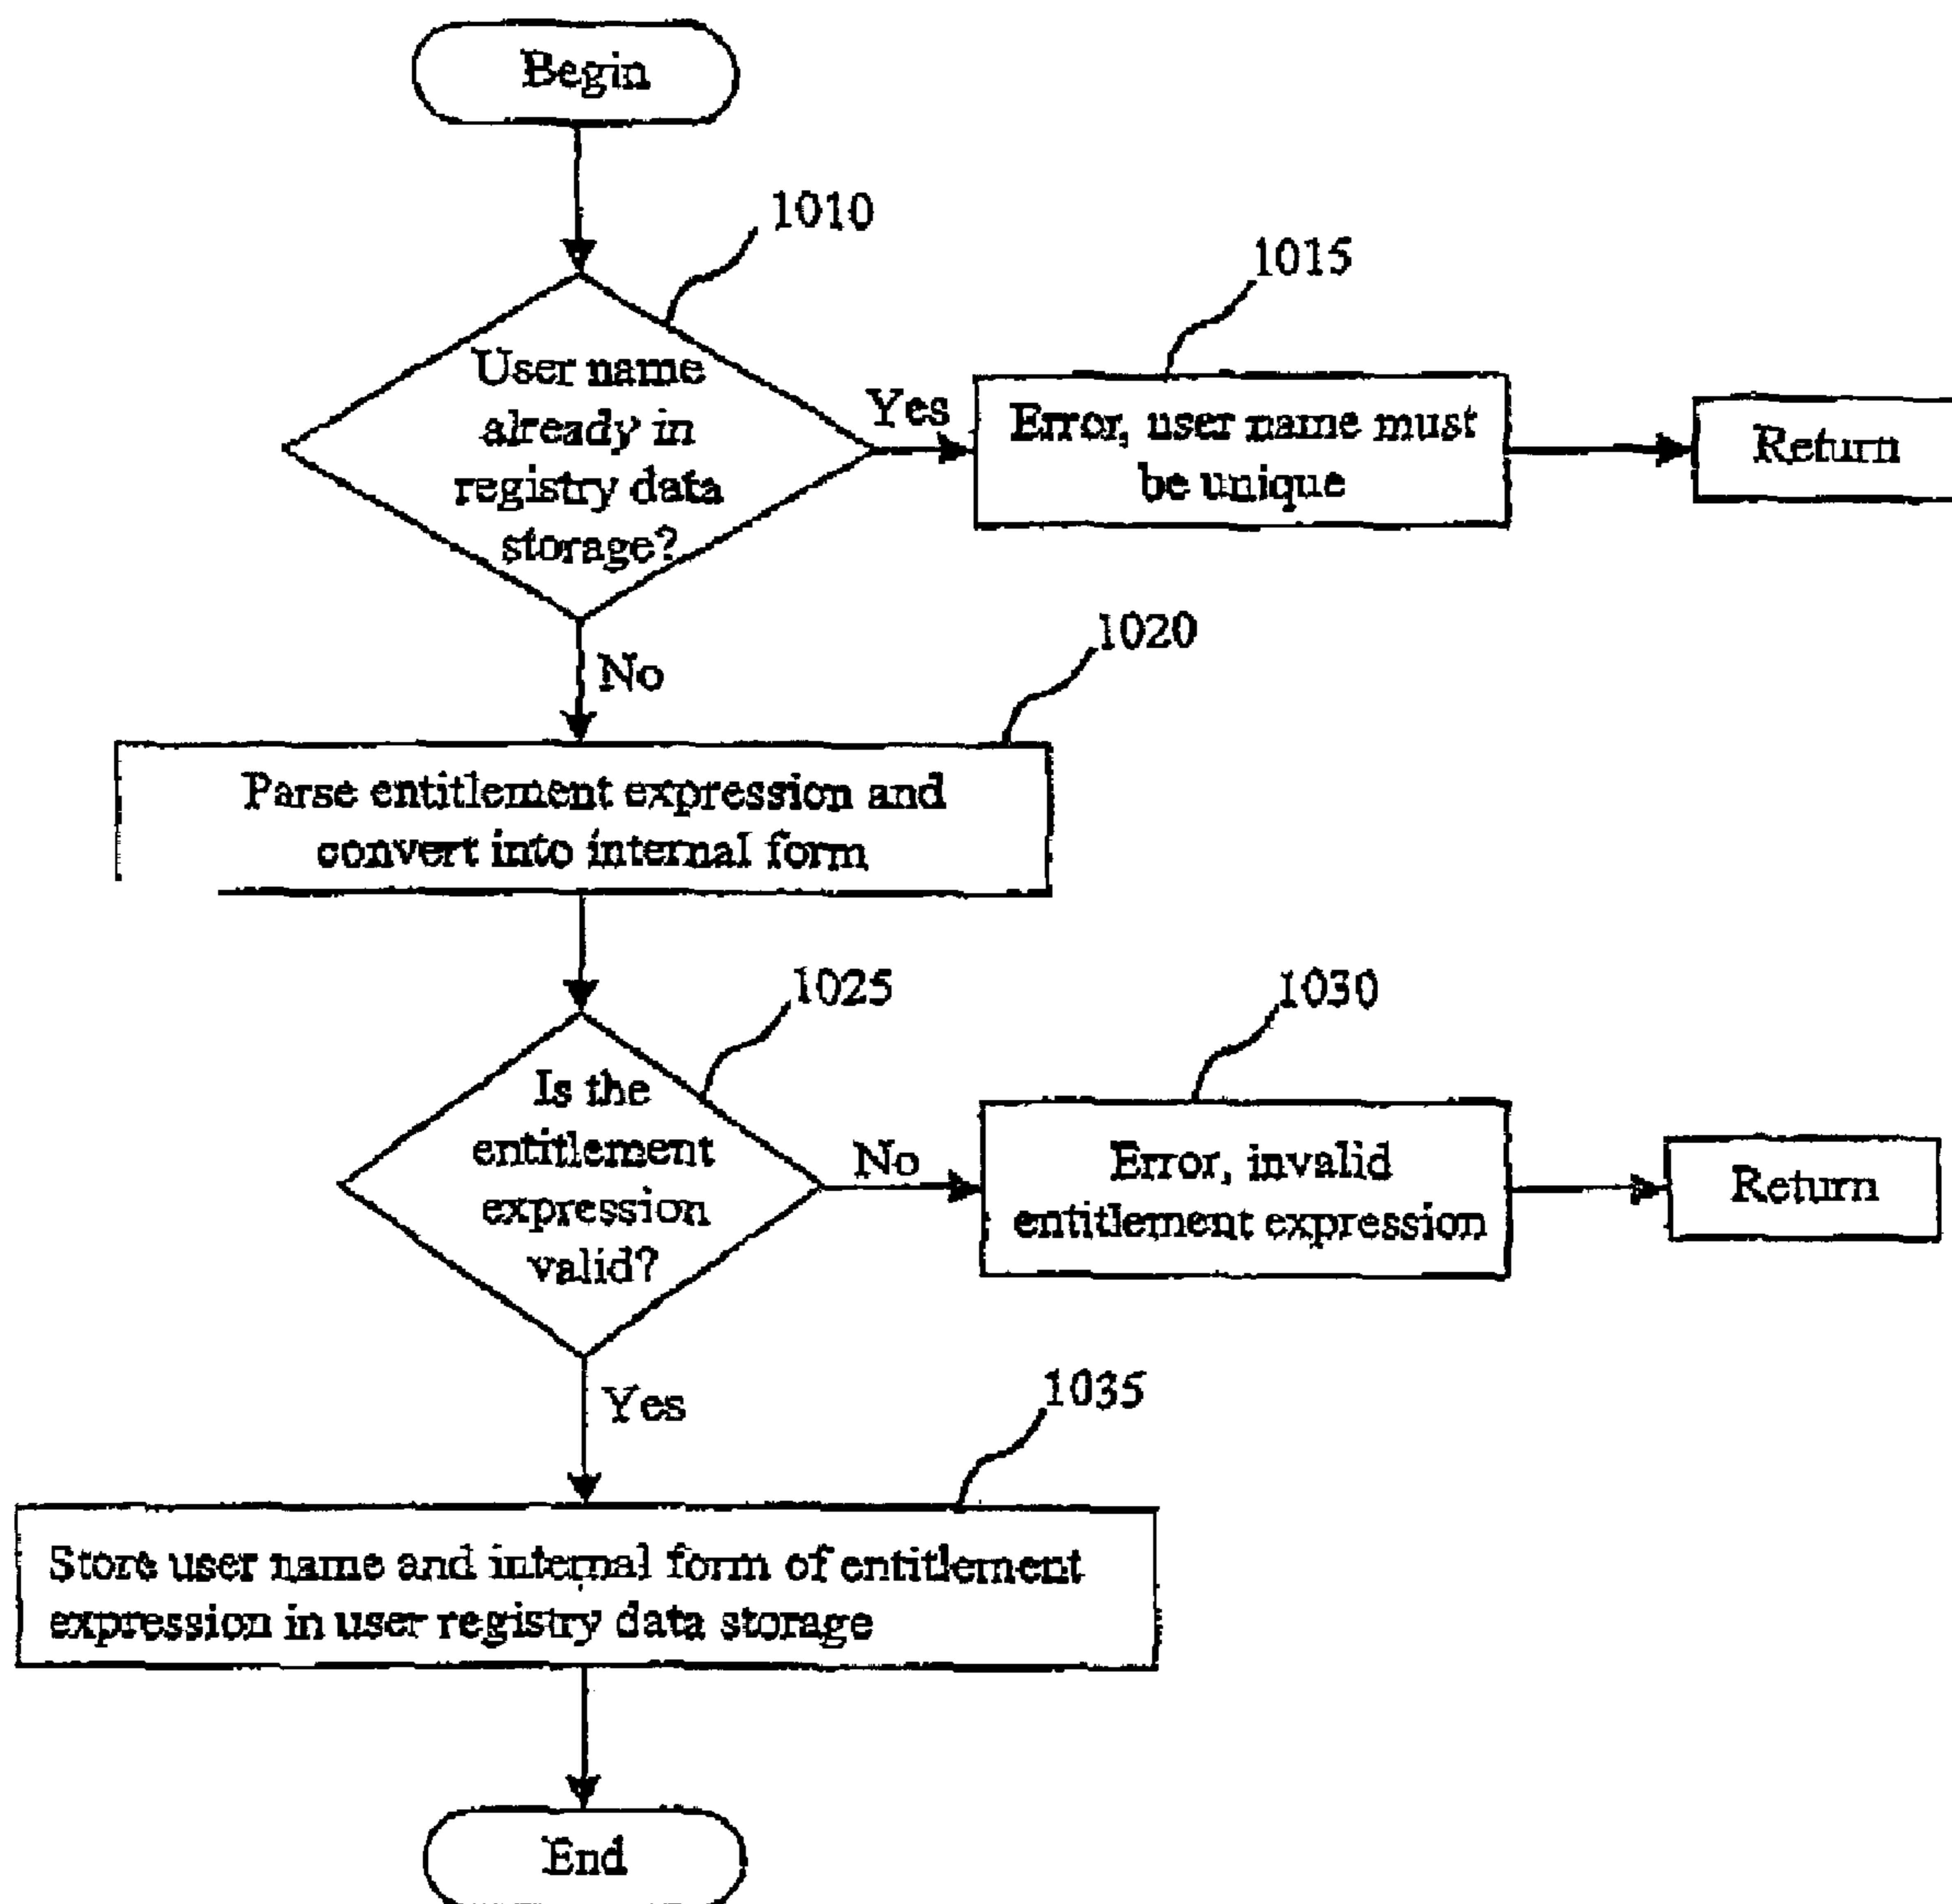 Begin
1010
User name
already in
registry data
storage?
Yes
1015
Error, user name must
be unique
Return
No
1020
Parse entitlement expression and
convert into internal form
1025
Is the
entitlement
expression
valid?
No
1030
Error, invalid
entitlement expression
Return
Yes
1035
Store user name and internal form of entitlement
expression in user registry data storage
End